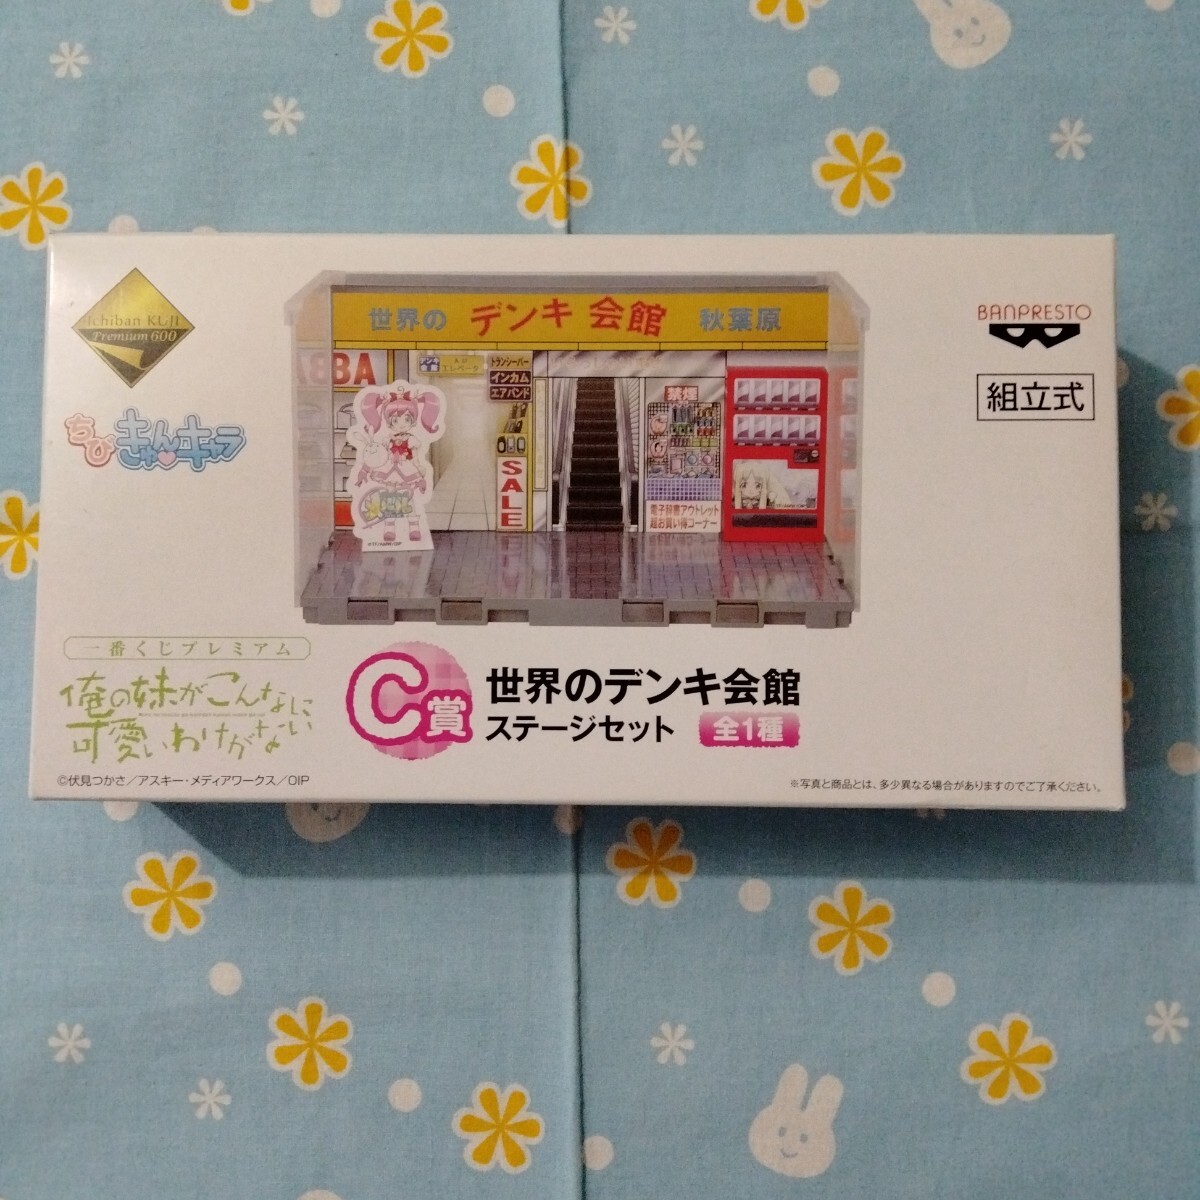 Ichiban KUJI
Premium 600
ちびきゅんキャラ
世界の デンキ 会館 秋葉原
トランシーバー
インカム
エアバンド
SALE
禁煙
電子辞書アウトレット
超お買い得コーナー
BANPRESTO
組立式
一番くじプレミアム
俺の妹がこんなに
可愛いわけがない
©伏見つかさ/アスキー・メディアワークス/OIP
C賞
世界のデンキ会館
ステージセット 全1種
※写真と商品とは、多少異なる場合がありますのでご了承ください。